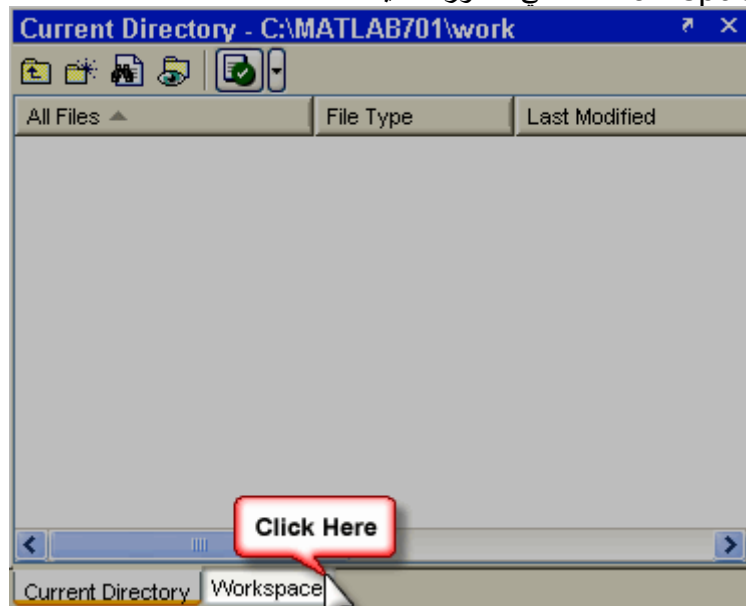 Current Directory - C:\MATLAB701\work
All Files File Type Last Modified
Click Here
Current Directory Workspace